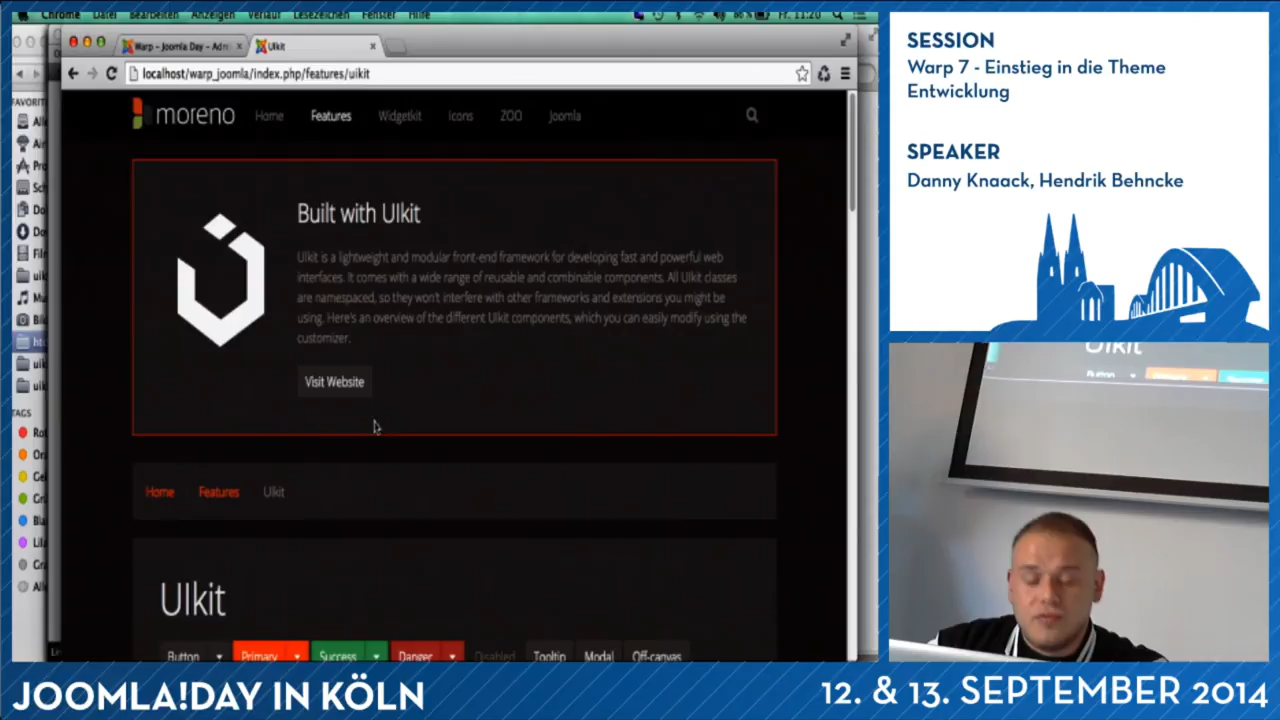 Chrome Datei Bearbeiten Anzeigen Verlauf Lesezeichen Fenster Hilfe
Fr. 11:20
Warp - Joomla Day - Adm
UIkit
localhost/warp_joomla/index.php/features/uikit
FAVORIT
moreno
Home Features Widgetkit Icons ZOO Joomla
Built with UIkit
UIkit is a lightweight and modular front-end framework for developing fast and powerful web
interfaces. It comes with a wide range of reusable and combinable components. All UIkit classes
are namespaced, so they won't interfere with other frameworks and extensions you might be
using. Here's an overview of the different UIkit components, which you can easily modify using the
customizer.
Visit Website
TAGS
Home Features UIkit
UIkit
Button Primary Success Danger Disabled Tooltip Modal Off-canvas
SESSION
Warp 7 - Einstieg in die Theme
Entwicklung
SPEAKER
Danny Knaack, Hendrik Behncke
UIkit
Button
JOOMLA!DAY IN KÖLN
12. & 13. SEPTEMBER 2014